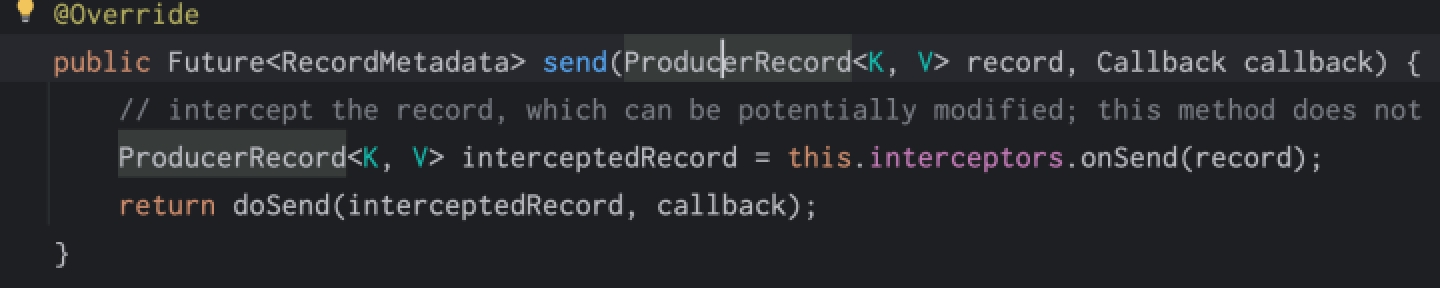 @Override
public Future<RecordMetadata> send(ProducerRecord<K, V> record, Callback callback) {
// intercept the record, which can be potentially modified; this method does not
ProducerRecord<K, V> interceptedRecord = this.interceptors.onSend(record);
return doSend(interceptedRecord, callback);
}